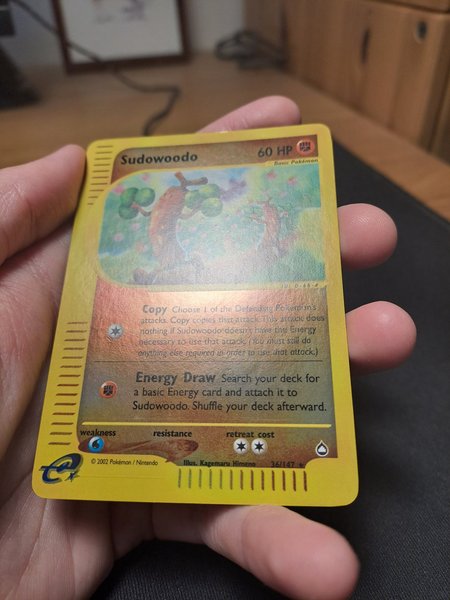 Sudowoodo 60 HP
Basic Pokémon
Copy Choose 1 of the Defending Pokémon's
attacks. Copy copies that attack. This attack does
nothing if Sudowoodo doesn't have the Energy
necessary to use that attack. (You must still do
anything else required in order to use that attack.)
Energy Draw Search your deck for
a basic Energy card and attach it to
Sudowoodo. Shuffle your deck afterward.
weakness resistance retreat cost
© 2002 Pokémon / Nintendo Illus. Kagemaru Himeno 36/147